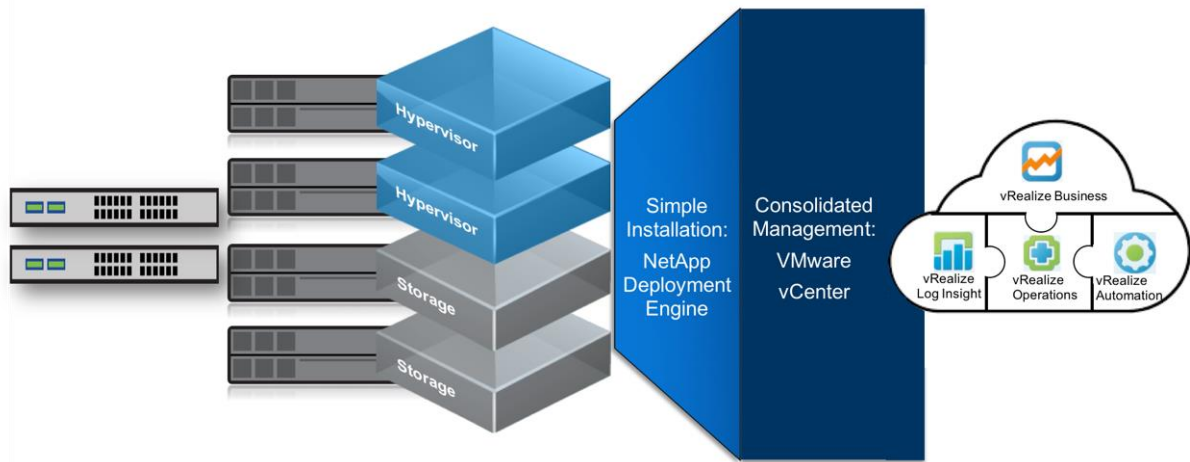 Hypervisor
Hypervisor
Storage
Storage
Simple
Installation:
NetApp
Deployment
Engine
Consolidated
Management:
VMware
vCenter
vRealize Business
vRealize
Log Insight
vRealize
Operations
vRealize
Automation